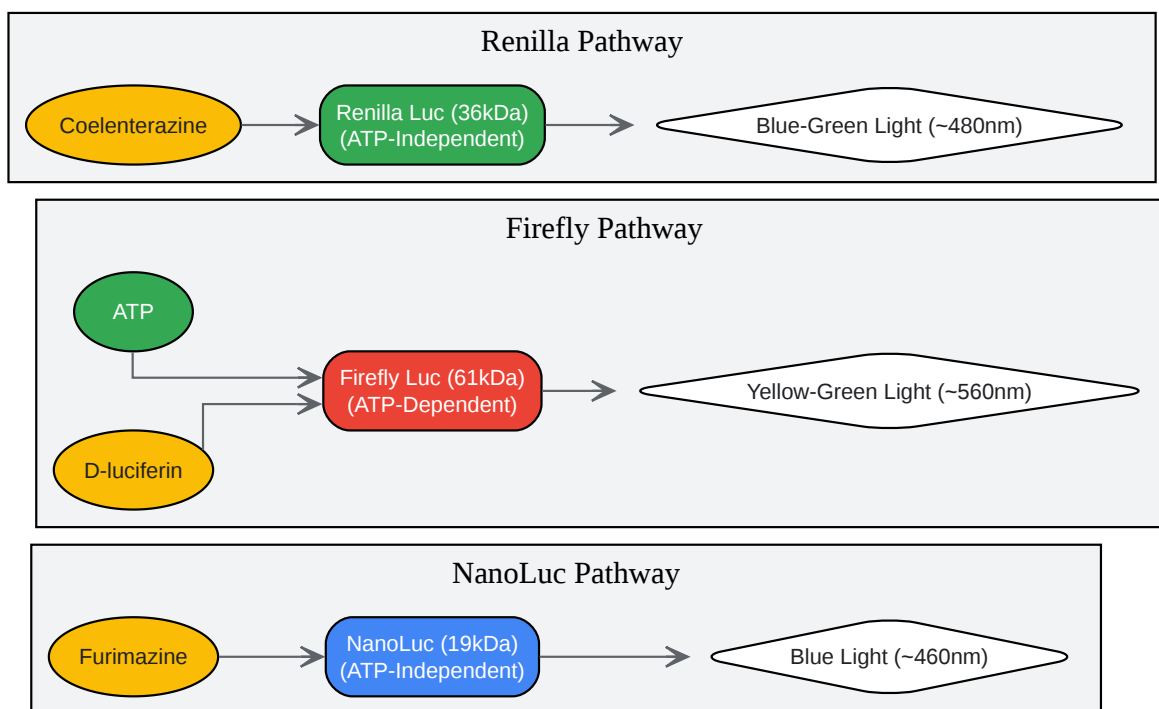 Renilla Pathway
Coelenterazine
Renilla Luc (36kDa)
(ATP-Independent)
Blue-Green Light (~480nm)
Firefly Pathway
ATP
Firefly Luc (61kDa)
(ATP-Dependent)
Yellow-Green Light (~560nm)
D-luciferin
NanoLuc Pathway
Furimazine
NanoLuc (19kDa)
(ATP-Independent)
Blue Light (~460nm)